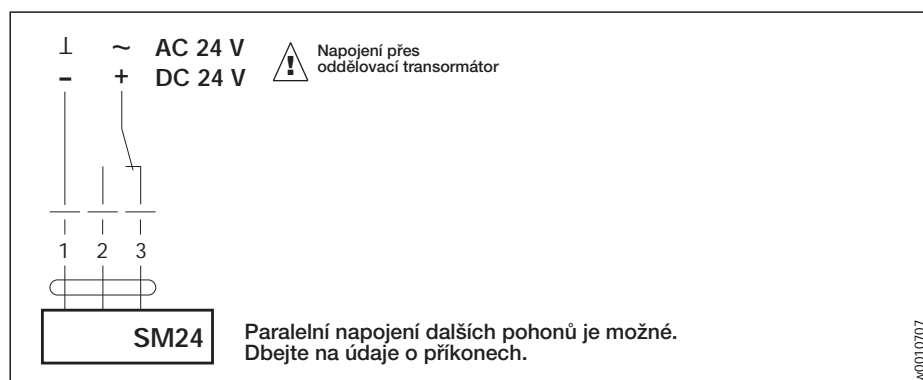 ⊥ ~ AC 24 V
– + DC 24 V
Napojení přes
oddělovací transormátor
1 2 3
SM24
Paralelní napojení dalších pohonů je možné.
Dbejte na údaje o příkonech.
w0010707